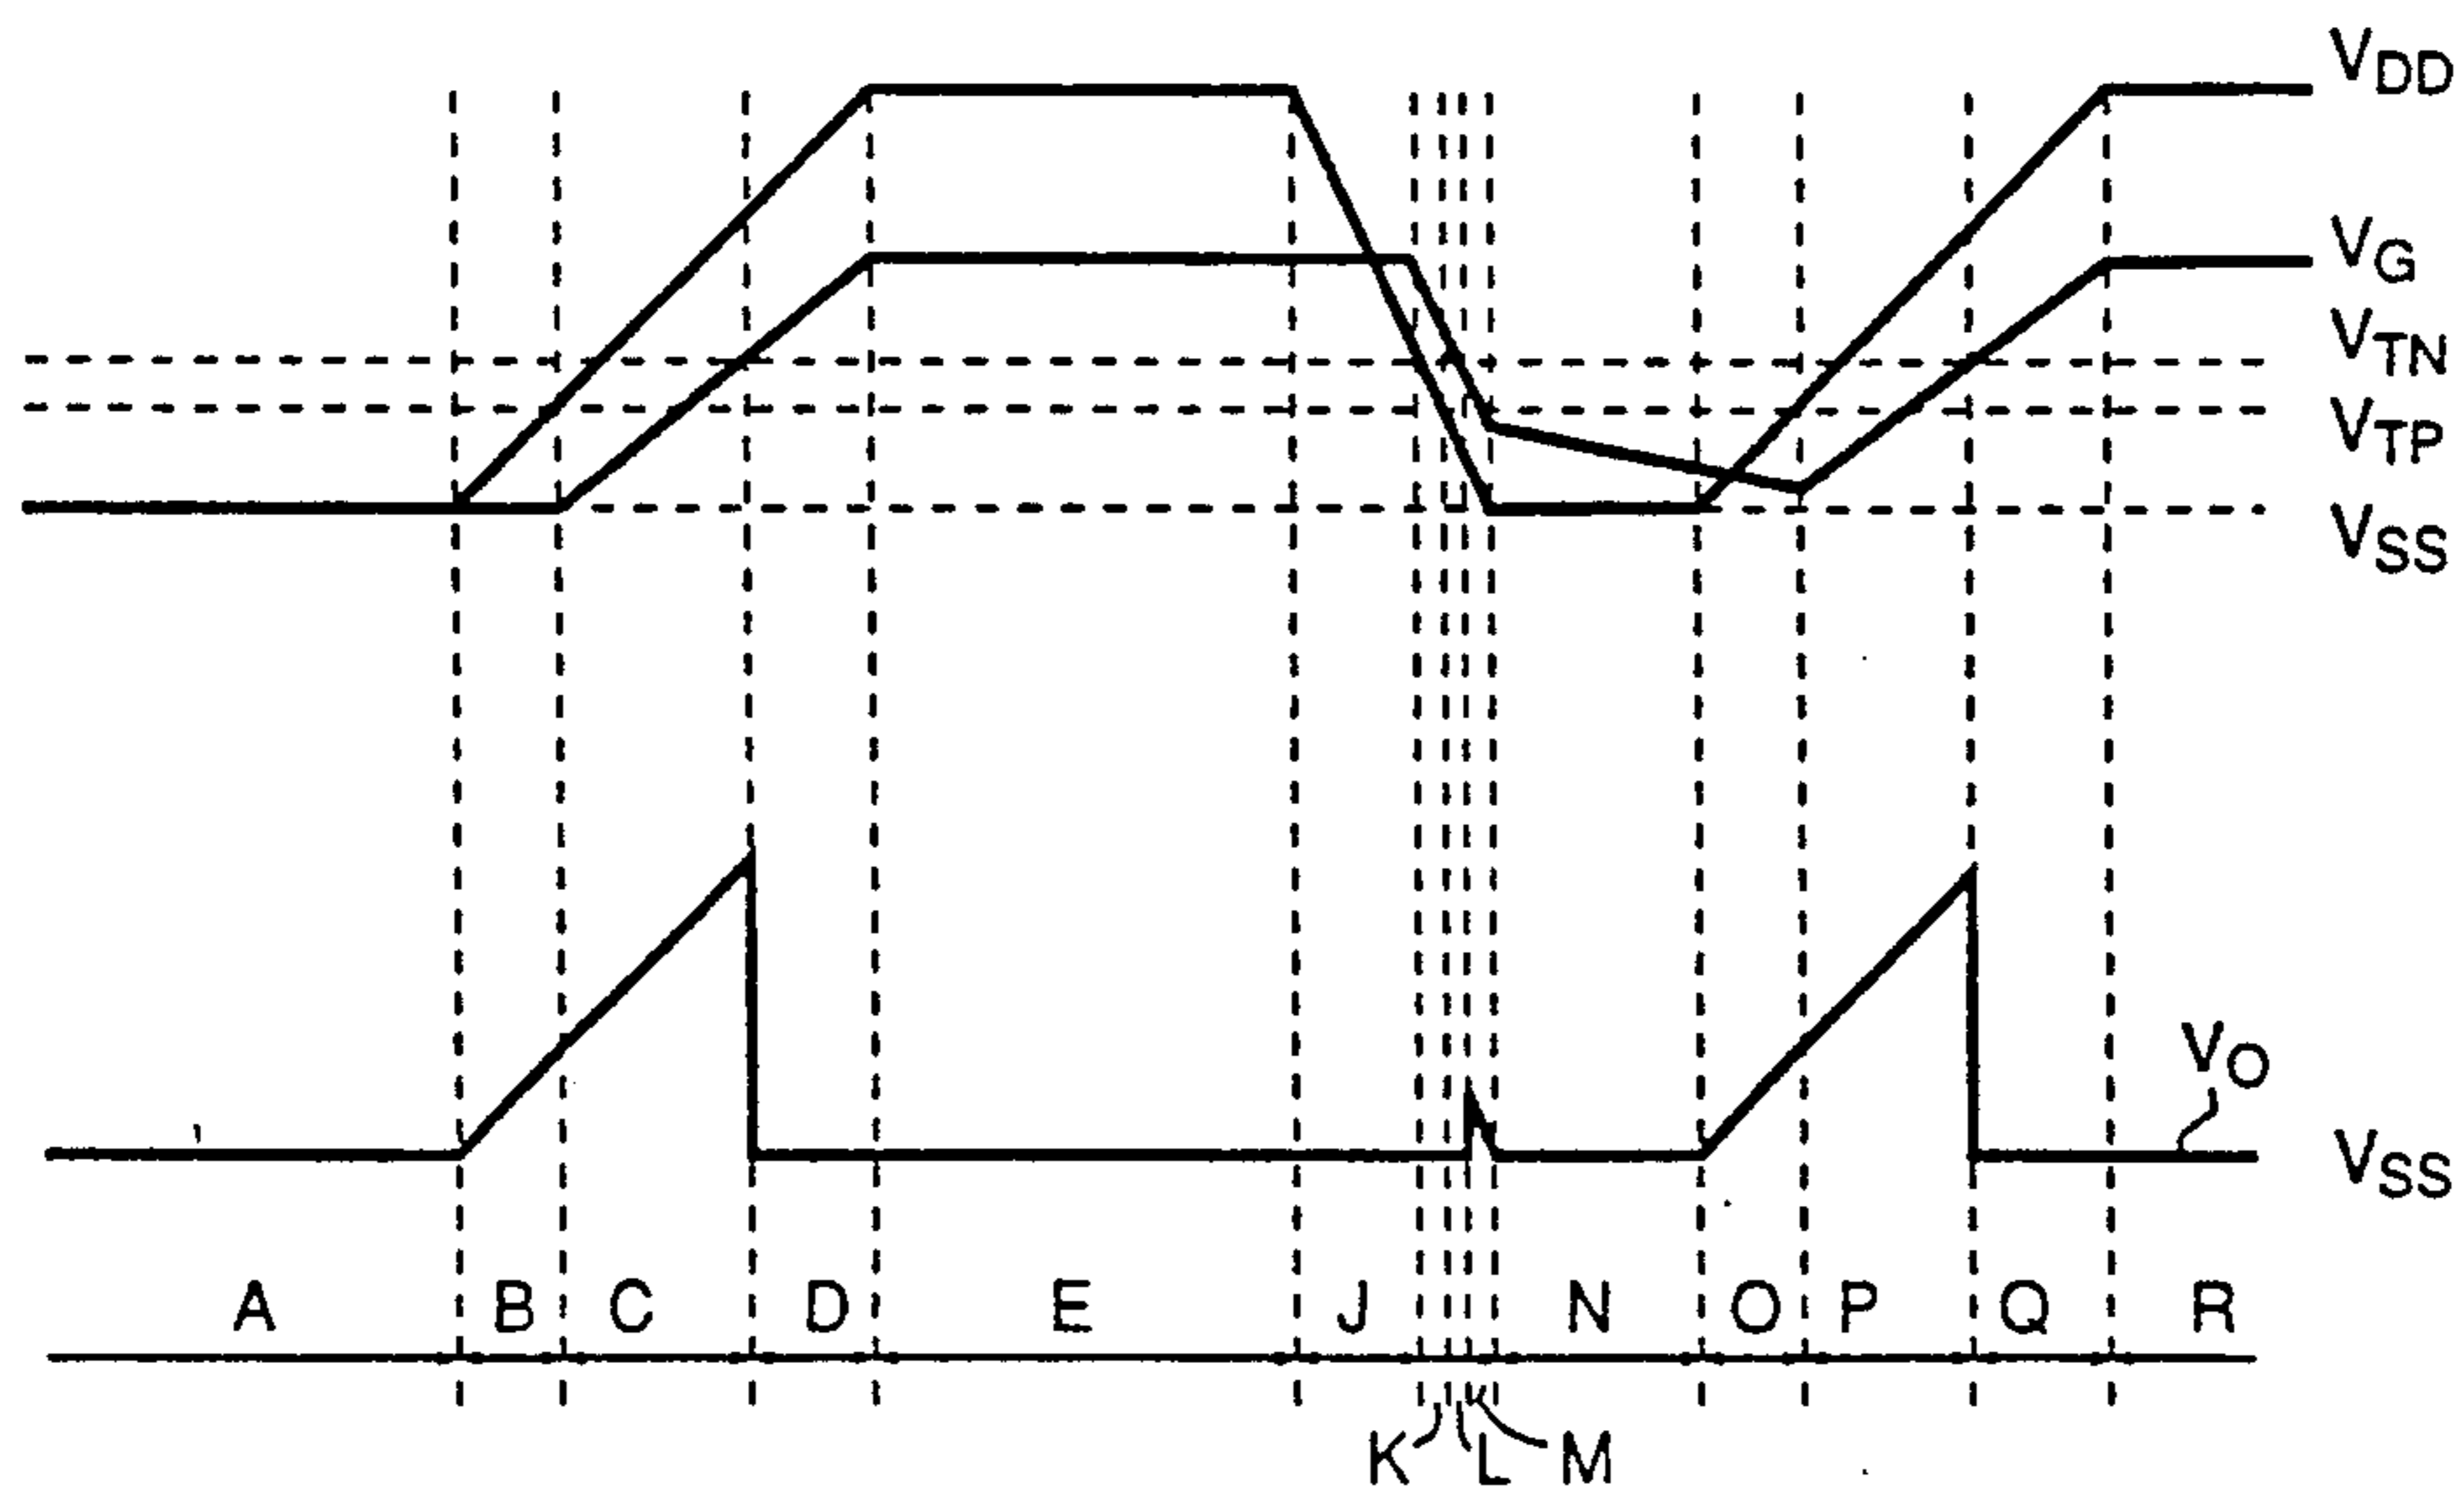 VDD
VG
VTN
VTP
VSS
VO
VSS
A B C D E J N O P Q R
K L M